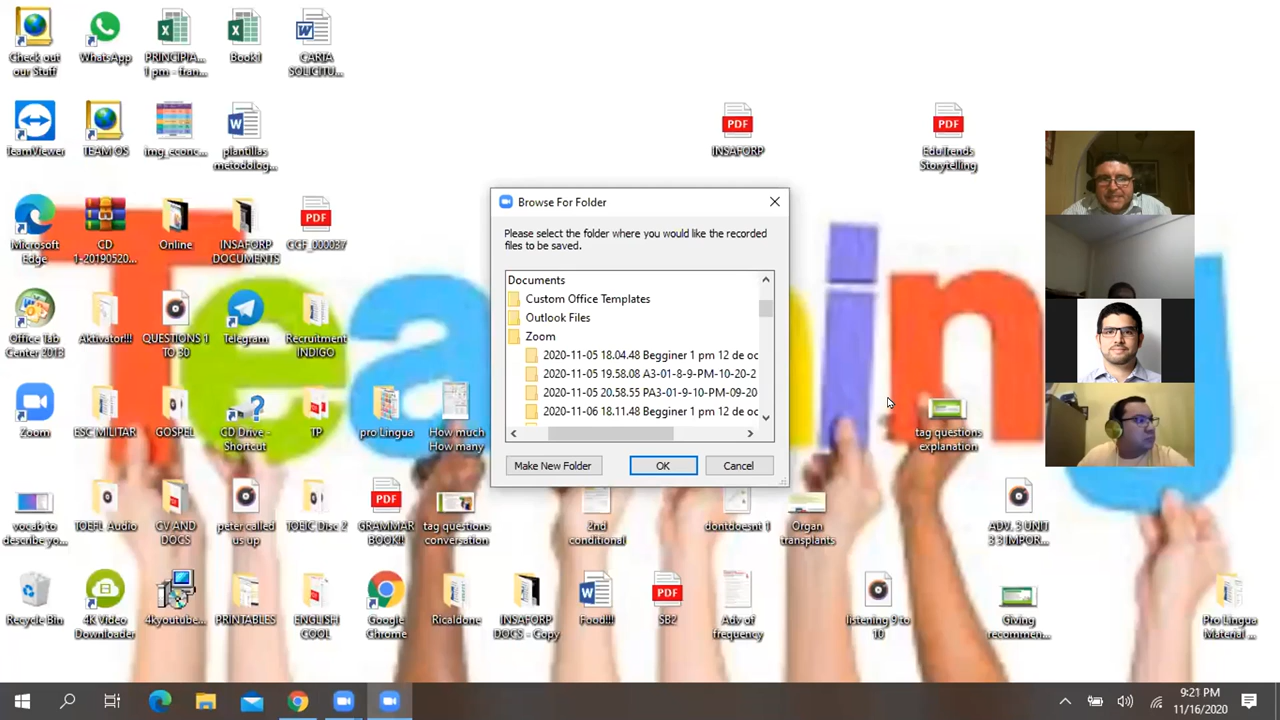 Check out
our Stuff
WhatsApp
PRINCIPIA...
1 pm - fran...
Book1
CARTA
SOLICITU...
TeamViewer
TEAM OS
img_econc...
plantillas
metodolog...
PDF
INSAFORP
PDF
EduTrends
Storytelling
Microsoft
Edge
CD
1-20190520...
Online
INSAFORP
DOCUMENTS
PDF
CCF_000037
Browse For Folder
Please select the folder where you would like the recorded
files to be saved.
Documents
Custom Office Templates
Outlook Files
Zoom
2020-11-05 18.04.48 Begginer 1 pm 12 de oc
2020-11-05 19.58.08 A3-01-8-9-PM-10-20-2
2020-11-05 20.58.55 PA3-01-9-10-PM-09-20
2020-11-06 18.11.48 Begginer 1 pm 12 de oc
Make New Folder
OK
Cancel
Office Tab
Center 2013
Aktivator!!!
QUESTIONS 1
TO 30
Telegram
Recruitment
INDIGO
Zoom
ESC MILITAR
GOSPEL
CD Drive -
Shortcut
TP
pro Lingua
How much
How many
tag questions
explanation
vocab to
describe yo...
TOEFL Audio
CV AND
DOCS
peter called
us up
TOEIC Disc 2
PDF
GRAMMAR
BOOK!!
tag questions
conversation
2nd
conditional
dontdoesnt 1
Organ
transplants
ADV. 3 UNIT
3 3 IMPOR...
Recycle Bin
4K Video
Downloader
4kyoutube...
PRINTABLES
ENGLISH
COOL
Google
Chrome
Ricaldone
INSAFORP
DOCS - Copy
Food!!!
PDF
SB2
Adv of
frequency
listening 9 to
10
Giving
recommen...
Pro Lingua
Material ...
9:21 PM
11/16/2020